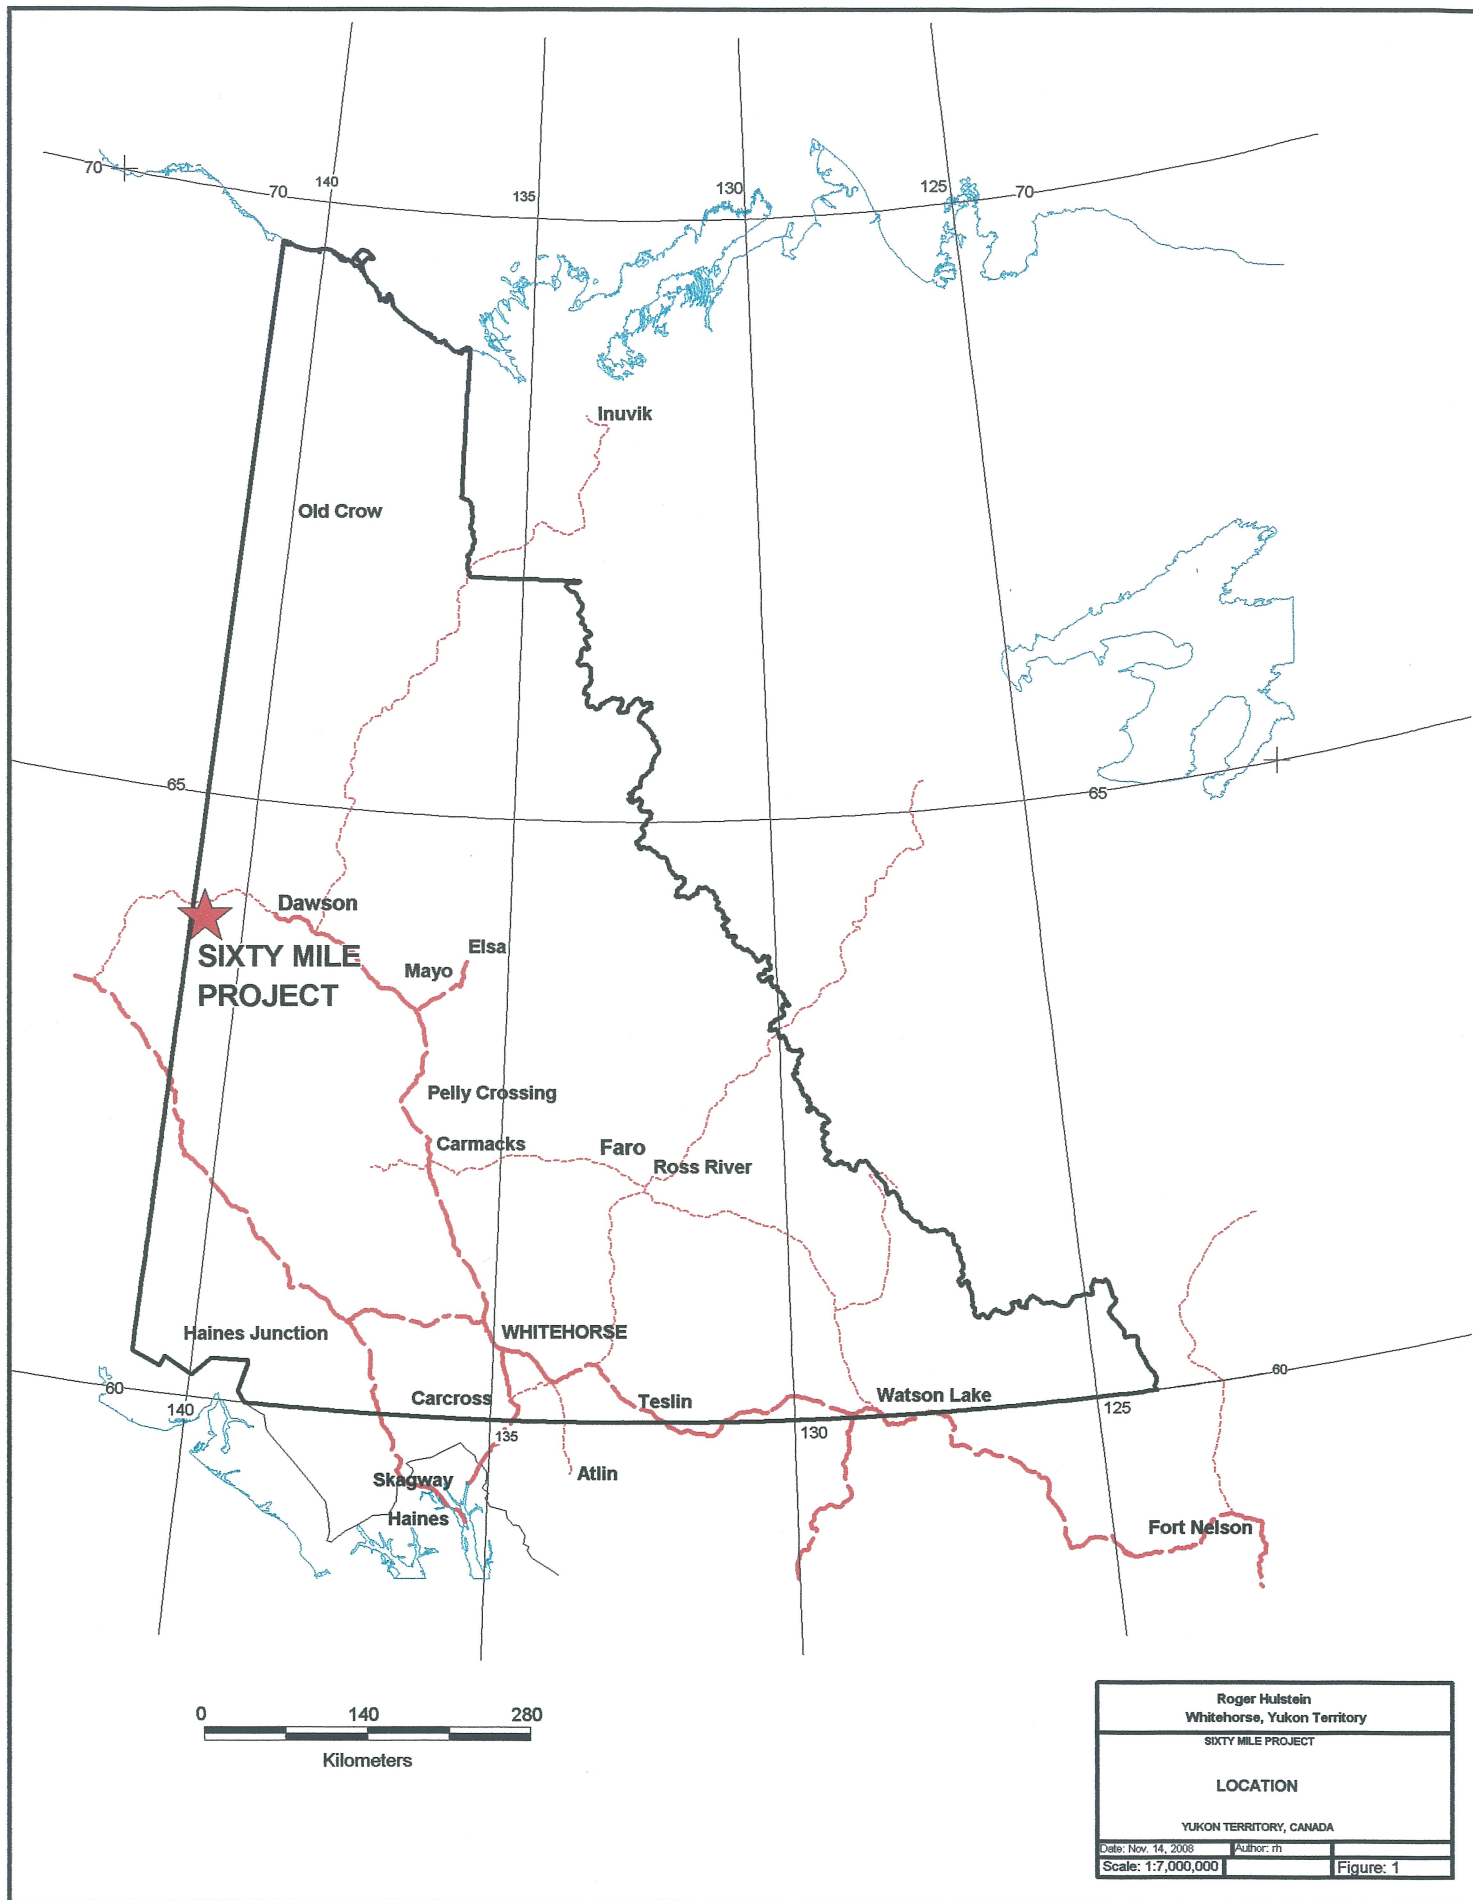 70
70
140
135
130
125
70
Inuvik
Old Crow
65
65
Dawson
SIXTY MILE
PROJECT
Elsa
Mayo
Pelly Crossing
Carmacks
Faro
Ross River
Haines Junction
WHITEHORSE
60
60
Carcross
Teslin
Watson Lake
140
135
130
125
Skagway
Atlin
Haines
Fort Nelson
0
140
280
Kilometers
Roger Hulstein
Whitehorse, Yukon Territory
SIXTY MILE PROJECT
LOCATION
YUKON TERRITORY, CANADA
Date: Nov. 14, 2008
Author: rh
Scale: 1:7,000,000
Figure: 1